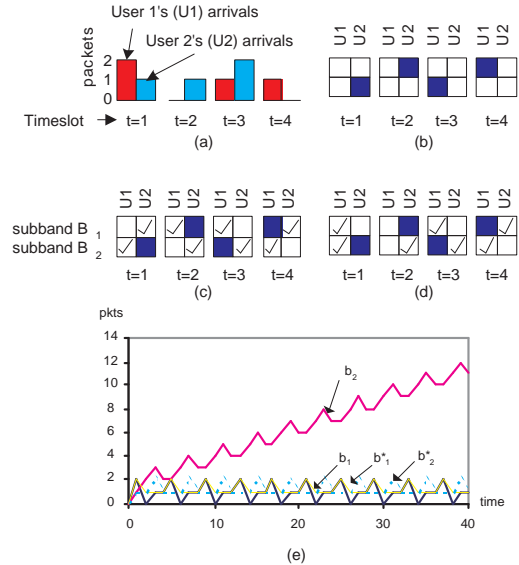 User 1's (U1) arrivals
User 2's (U2) arrivals
packets
2
1
0
Timeslot
t=1 t=2 t=3 t=4
(a)
U1 U2 U1 U2 U1 U2 U1 U2
t=1 t=2 t=3 t=4
(b)
U1 U2 U1 U2 U1 U2 U1 U2
subband B 1
subband B 2
t=1 t=2 t=3 t=4
(c)
U1 U2 U1 U2 U1 U2 U1 U2
t=1 t=2 t=3 t=4
(d)
pkts
14
12
10
8
6
4
2
0
b2
b1 b*1 b*2
time
0 10 20 30 40
(e)